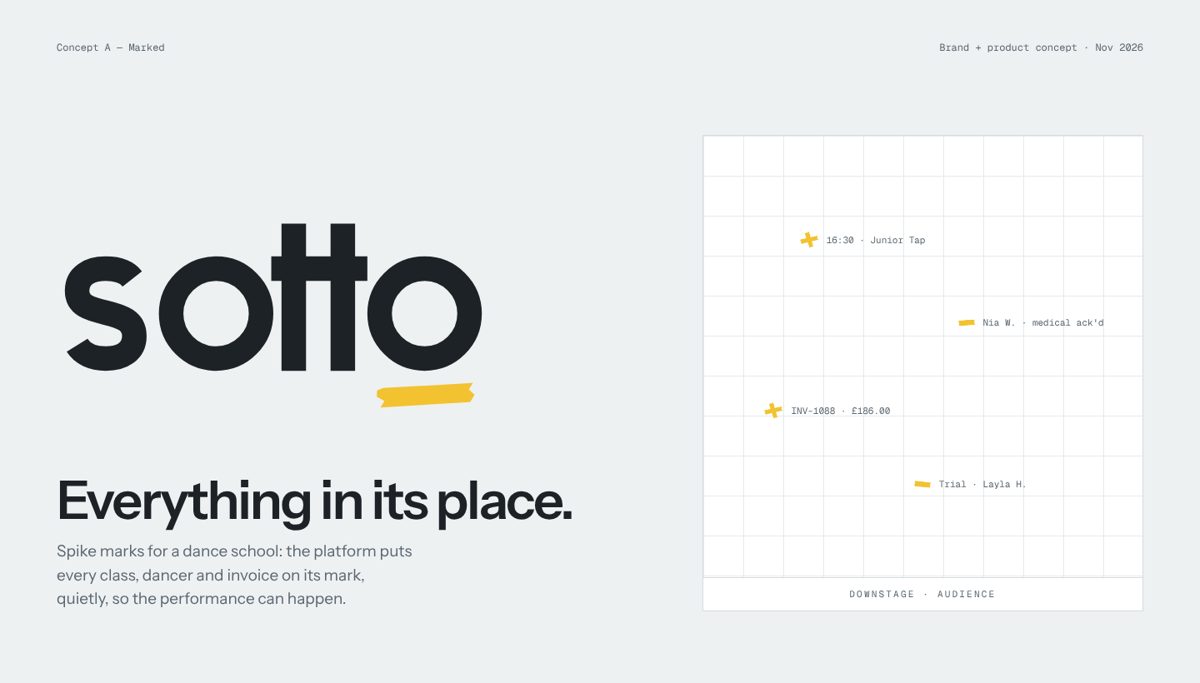 Concept A — Marked
Brand + product concept · Nov 2026
sotto
Everything in its place.
Spike marks for a dance school: the platform puts
every class, dancer and invoice on its mark,
quietly, so the performance can happen.
16:30 · Junior Tap
Nia W. · medical ack'd
INV-1088 · £186.00
Trial · Layla H.
DOWNSTAGE · AUDIENCE